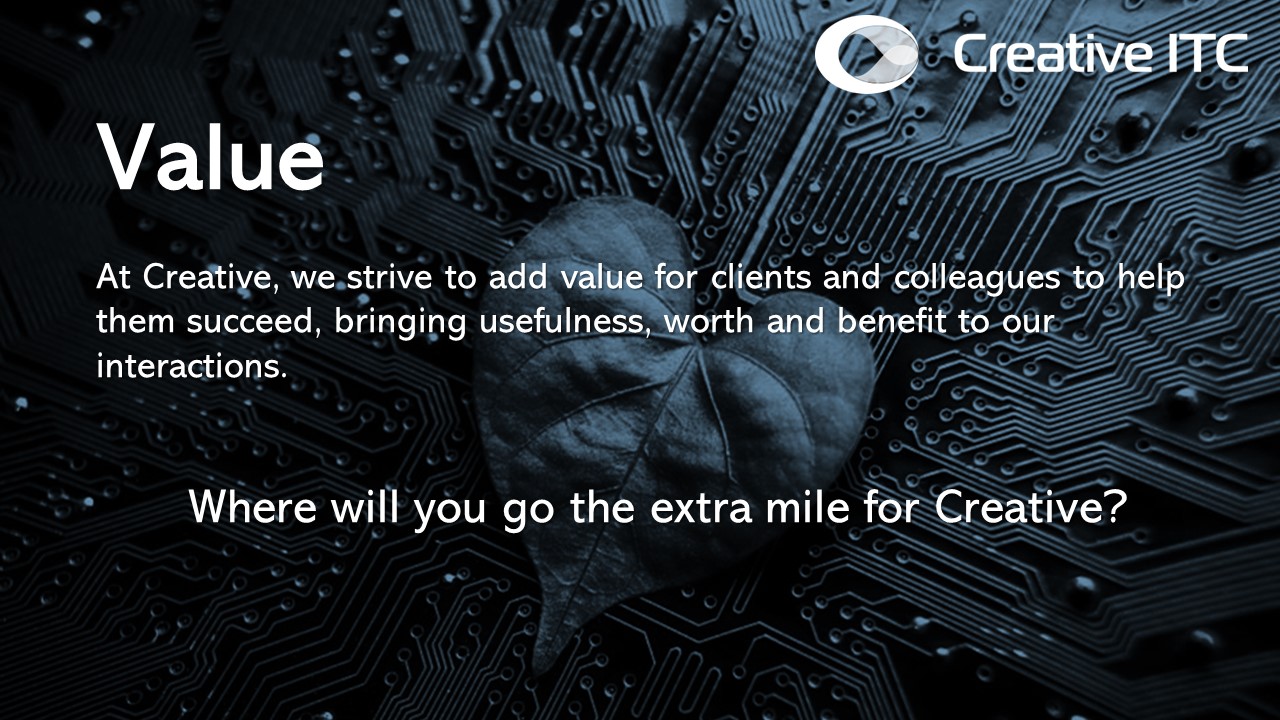 Creative ITC
Value
At Creative, we strive to add value for clients and colleagues to help
them succeed, bringing usefulness, worth and benefit to our
interactions.
Where will you go the extra mile for Creative?